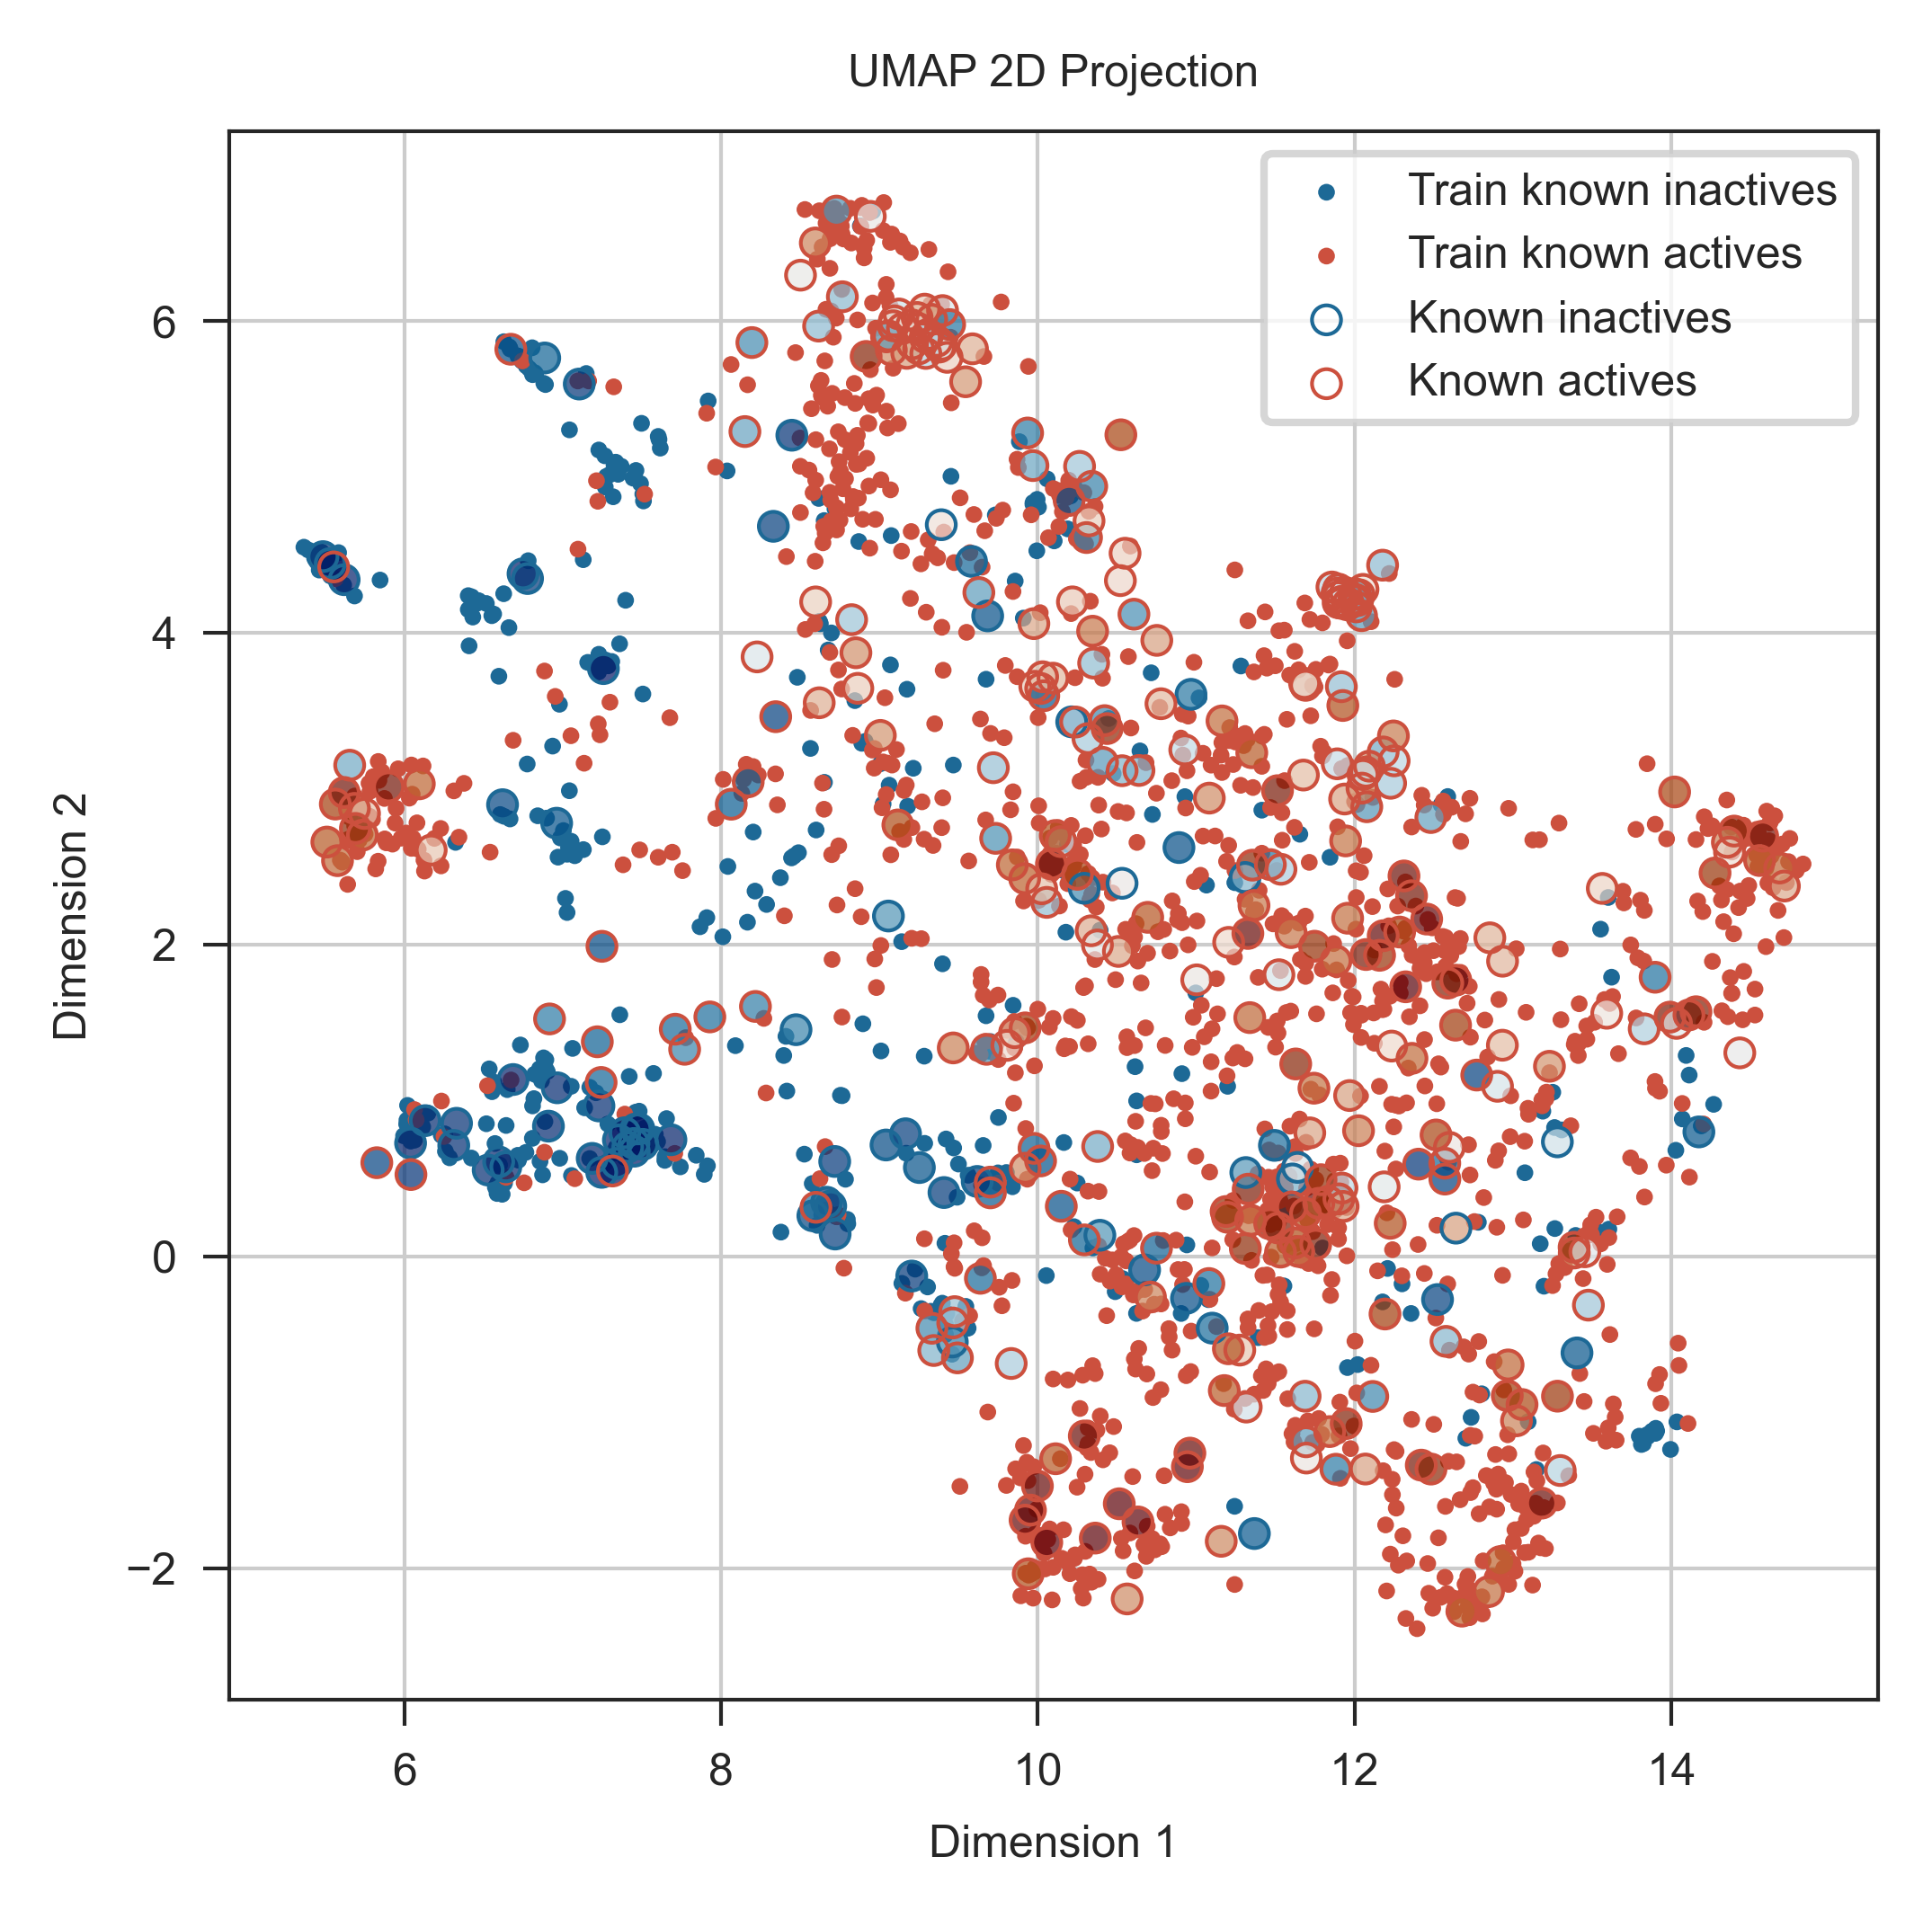 UMAP 2D Projection
Train known inactives
Train known actives
Known inactives
Known actives
Dimension 2
6
4
2
0
−2
6
8
10
12
14
Dimension 1